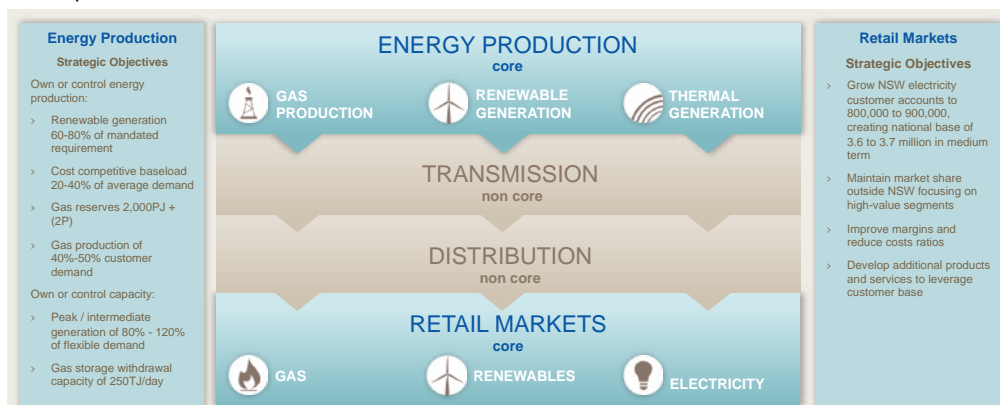 Energy Production
Strategic Objectives
Own or control energy
production:
› Renewable generation
60-80% of mandated
requirement
› Cost competitive baseload
20-40% of average demand
› Gas reserves 2,000PJ +
(2P)
› Gas production of
40%-50% customer
demand
Own or control capacity:
› Peak / intermediate
generation of 80% - 120%
of flexible demand
› Gas storage withdrawal
capacity of 250TJ/day
ENERGY PRODUCTION
core
GAS
PRODUCTION
RENEWABLE
GENERATION
THERMAL
GENERATION
TRANSMISSION
non core
DISTRIBUTION
non core
RETAIL MARKETS
core
GAS
RENEWABLES
ELECTRICITY
Retail Markets
Strategic Objectives
› Grow NSW electricity
customer accounts to
800,000 to 900,000,
creating national base of
3.6 to 3.7 million in medium
term
› Maintain market share
outside NSW focusing on
high-value segments
› Improve margins and
reduce costs ratios
› Develop additional products
and services to leverage
customer base